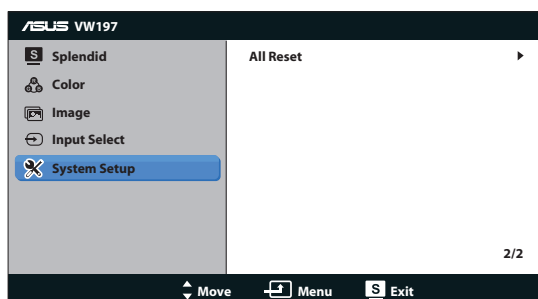 ASUS VW197
S Splendid
Color
Image
Input Select
System Setup
All Reset
2/2
Move Menu S Exit